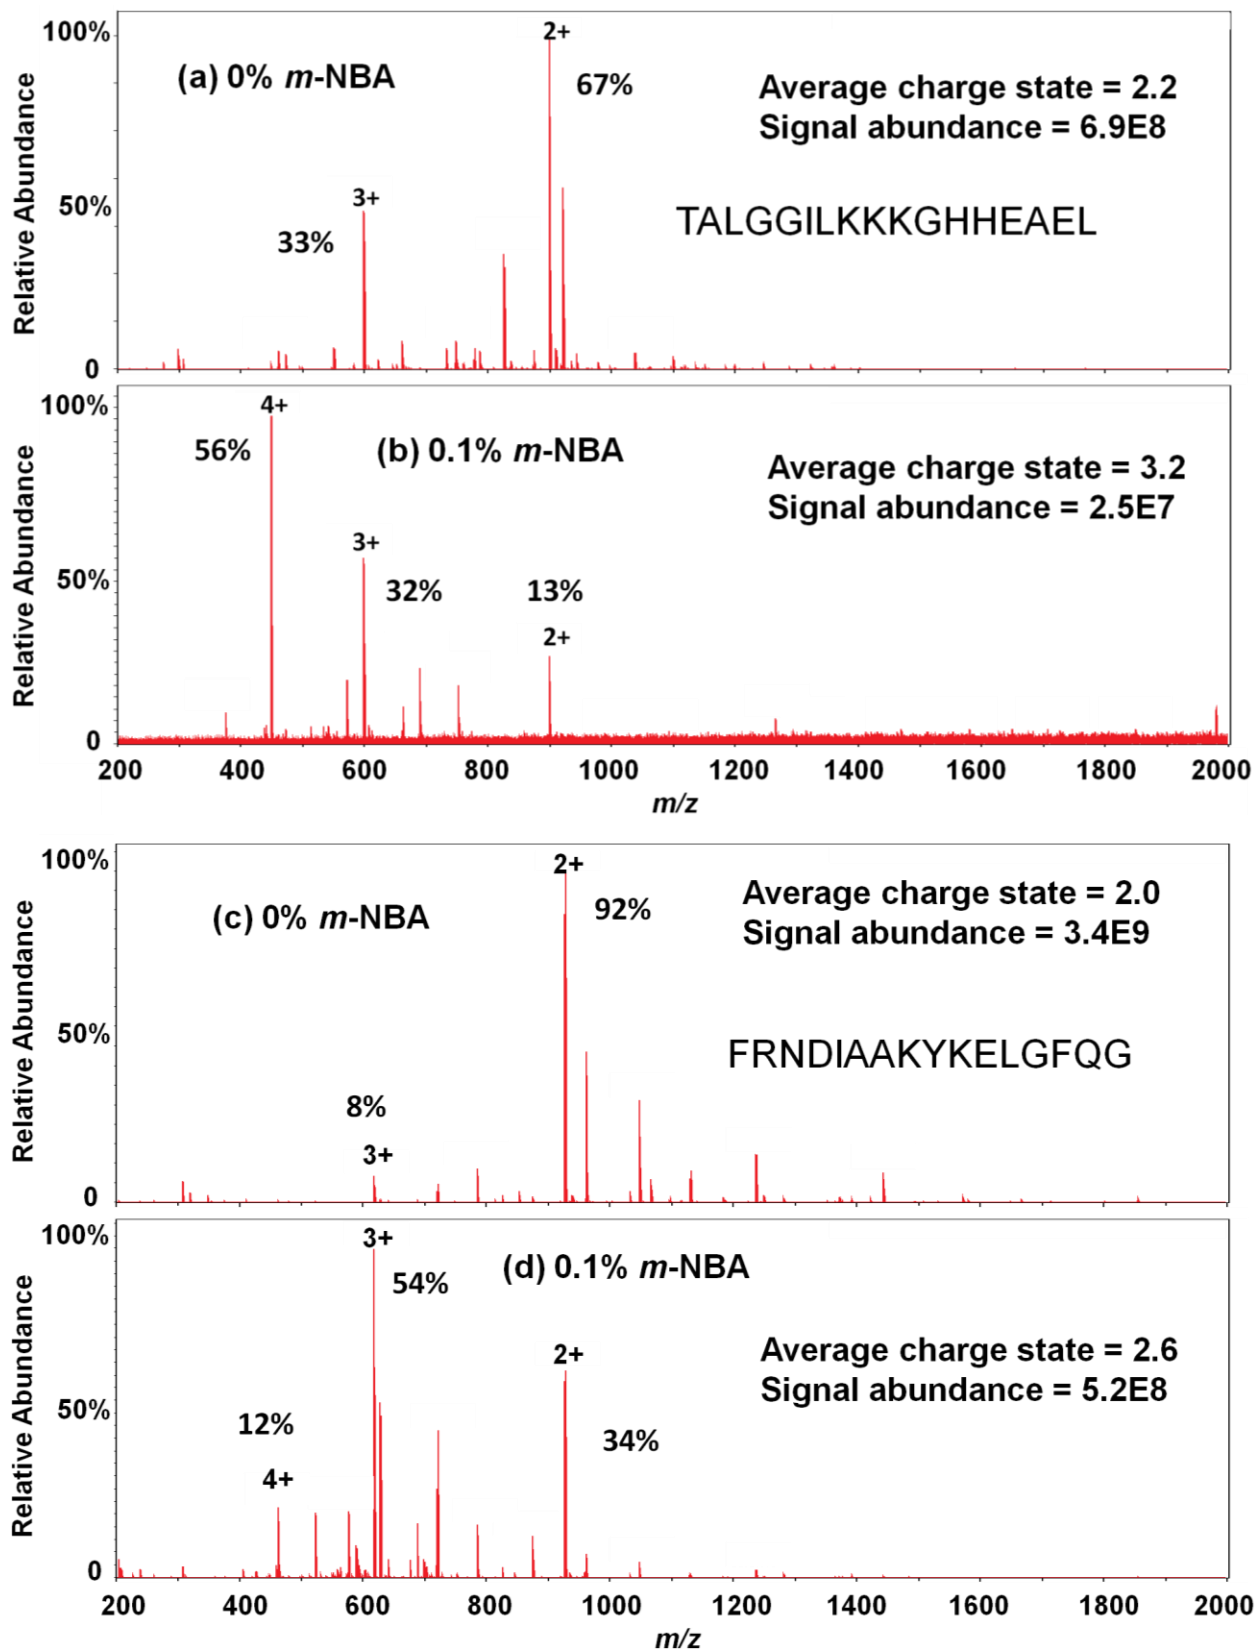 100%
50%
0
Relative Abundance
(a) 0% m-NBA
2+
67%
3+
33%
Average charge state = 2.2
Signal abundance = 6.9E8
TALGGILKKKGHHEAEL
100%
50%
0
Relative Abundance
4+
56%
(b) 0.1% m-NBA
3+
32%
13%
2+
Average charge state = 3.2
Signal abundance = 2.5E7
200 400 600 800 1000 1200 1400 1600 1800 2000
m/z
100%
50%
0
Relative Abundance
(c) 0% m-NBA
2+
92%
8%
3+
Average charge state = 2.0
Signal abundance = 3.4E9
FRNDIAAKYKELGFQG
100%
50%
0
Relative Abundance
3+
54%
(d) 0.1% m-NBA
12%
4+
2+
34%
Average charge state = 2.6
Signal abundance = 5.2E8
200 400 600 800 1000 1200 1400 1600 1800 2000
m/z